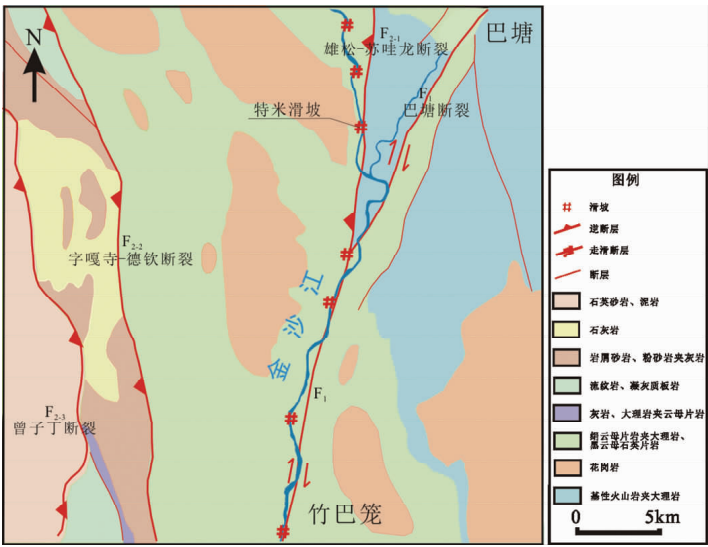 巴塘
N
F2-1
雄松-苏哇龙断裂
F1
巴塘断裂
特米滑坡
F2-2
字嘎寺-德钦断裂
金沙江
F1
F2-3
曾子丁断裂
竹巴笼
图例
滑坡
逆断层
走滑断层
断层
石英砂岩、泥岩
石灰岩
岩屑砂岩、粉砂岩夹灰岩
流纹岩、凝灰质板岩
灰岩、大理岩夹云母片岩
绢云母片岩夹大理岩、
黑云母石英片岩
花岗岩
基性火山岩夹大理岩
0 5km